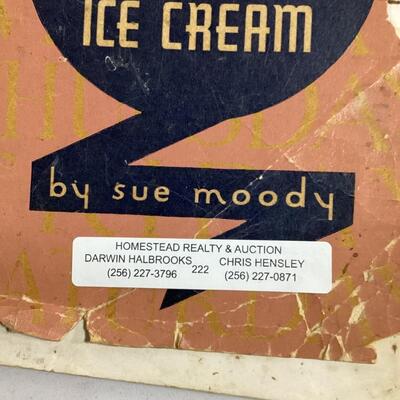 ICE CREAM
by sue moody
HOMESTEAD REALTY & AUCTION
DARWIN HALBROOKS 222 CHRIS HENSLEY
(256) 227-3796 (256) 227-0871